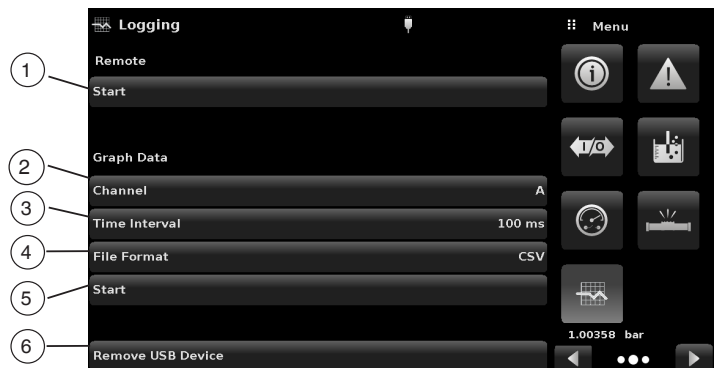 Logging
Menu
1
Remote
Start
Graph Data
2
Channel A
3
Time Interval 100 ms
I/O
4
File Format CSV
5
Start
1.00358 bar
6
Remove USB Device